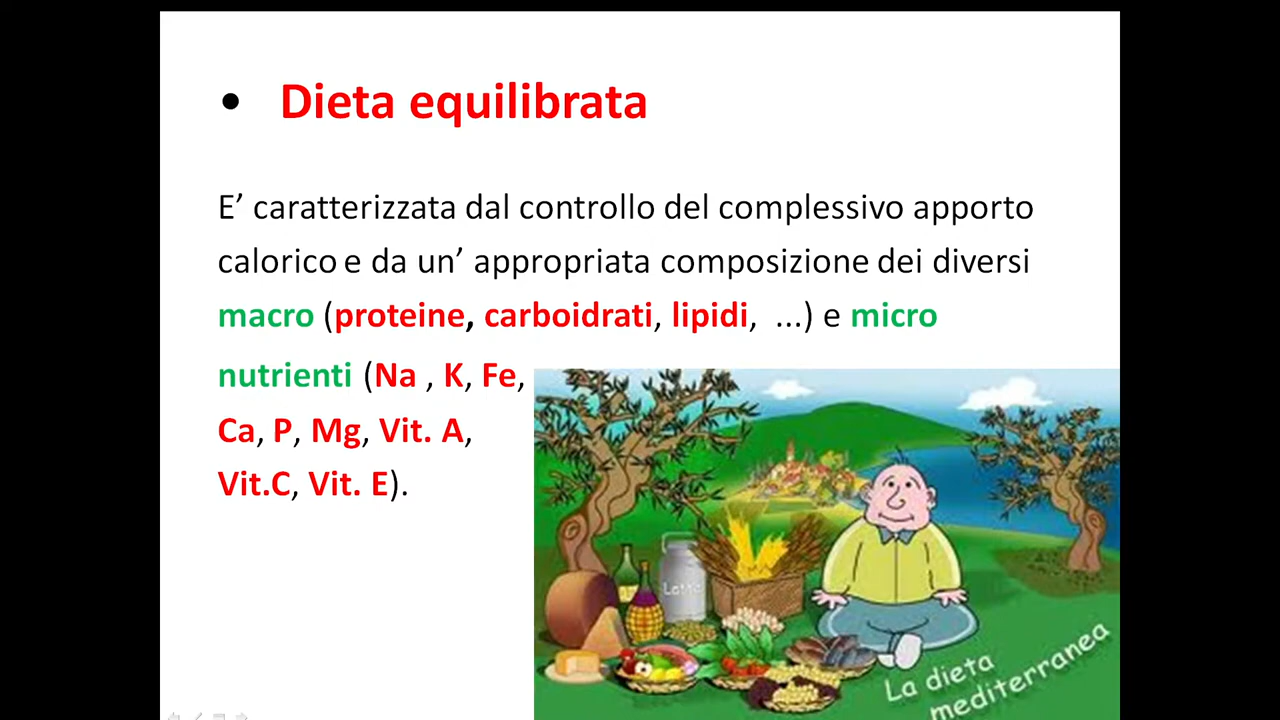 • Dieta equilibrata
E’ caratterizzata dal controllo del complessivo apporto
calorico e da un’ appropriata composizione dei diversi
macro (proteine, carboidrati, lipidi, ...) e micro
nutrienti (Na , K, Fe,
Ca, P, Mg, Vit. A,
Vit.C, Vit. E).
Latte
La dieta
mediterranea